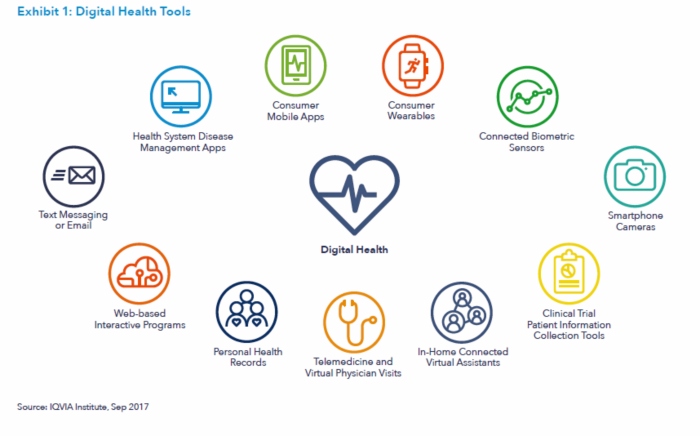 Exhibit 1: Digital Health Tools
Consumer
Mobile Apps
Consumer
Wearables
Health System Disease
Management Apps
Connected Biometric
Sensors
Text Messaging
or Email
Smartphone
Cameras
Digital Health
Web-based
Interactive Programs
Clinical Trial
Patient Information
Collection Tools
Personal Health
Records
Telemedicine and
Virtual Physician Visits
In-Home Connected
Virtual Assistants
Source: IQVIA Institute, Sep 2017